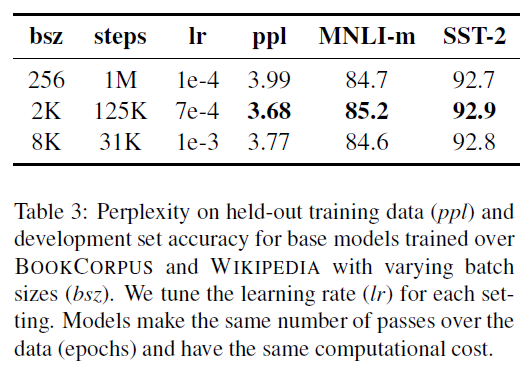 bsz steps lr ppl MNLI-m SST-2
256 1M 1e-4 3.99 84.7 92.7
2K 125K 7e-4 3.68 85.2 92.9
8K 31K 1e-3 3.77 84.6 92.8
Table 3: Perplexity on held-out training data (ppl) and
development set accuracy for base models trained over
BOOKCORPUS and WIKIPEDIA with varying batch
sizes (bsz). We tune the learning rate (lr) for each set-
ting. Models make the same number of passes over the
data (epochs) and have the same computational cost.